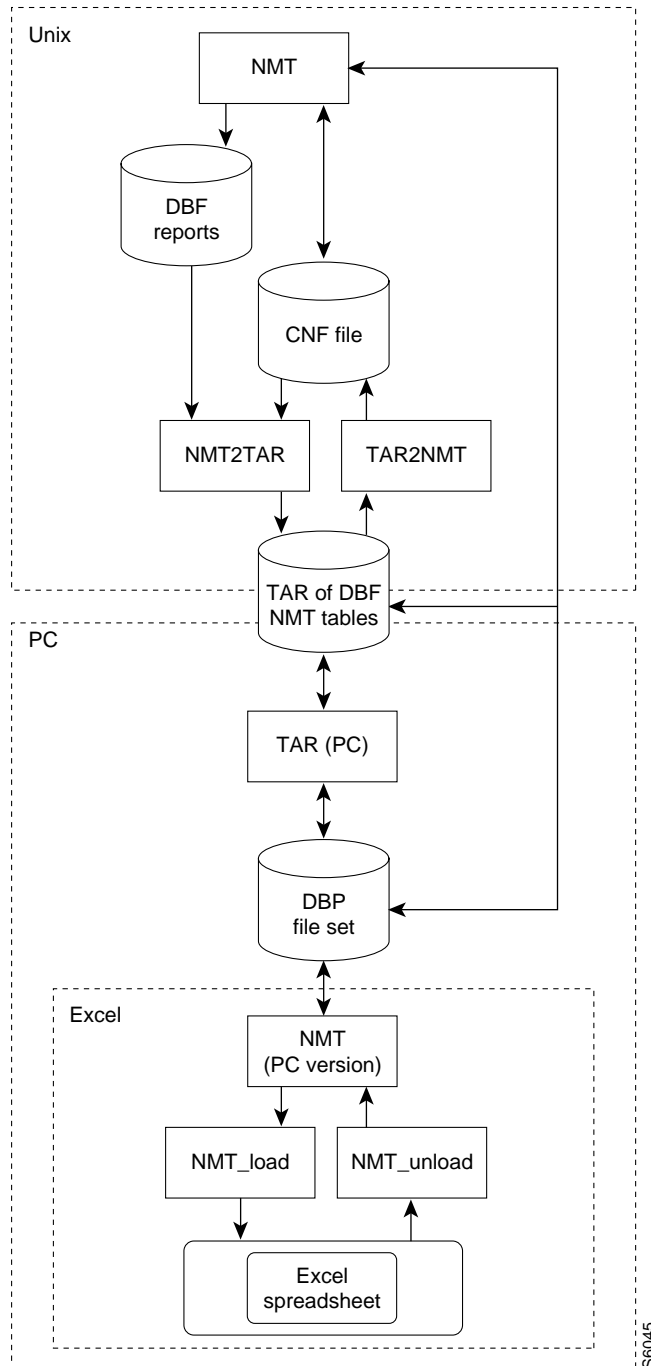 Unix
NMT
DBF
reports
CNF file
NMT2TAR
TAR2NMT
TAR of DBF
NMT tables
PC
TAR (PC)
DBP
file set
Excel
NMT
(PC version)
NMT_load
NMT_unload
Excel
spreadsheet
S6045